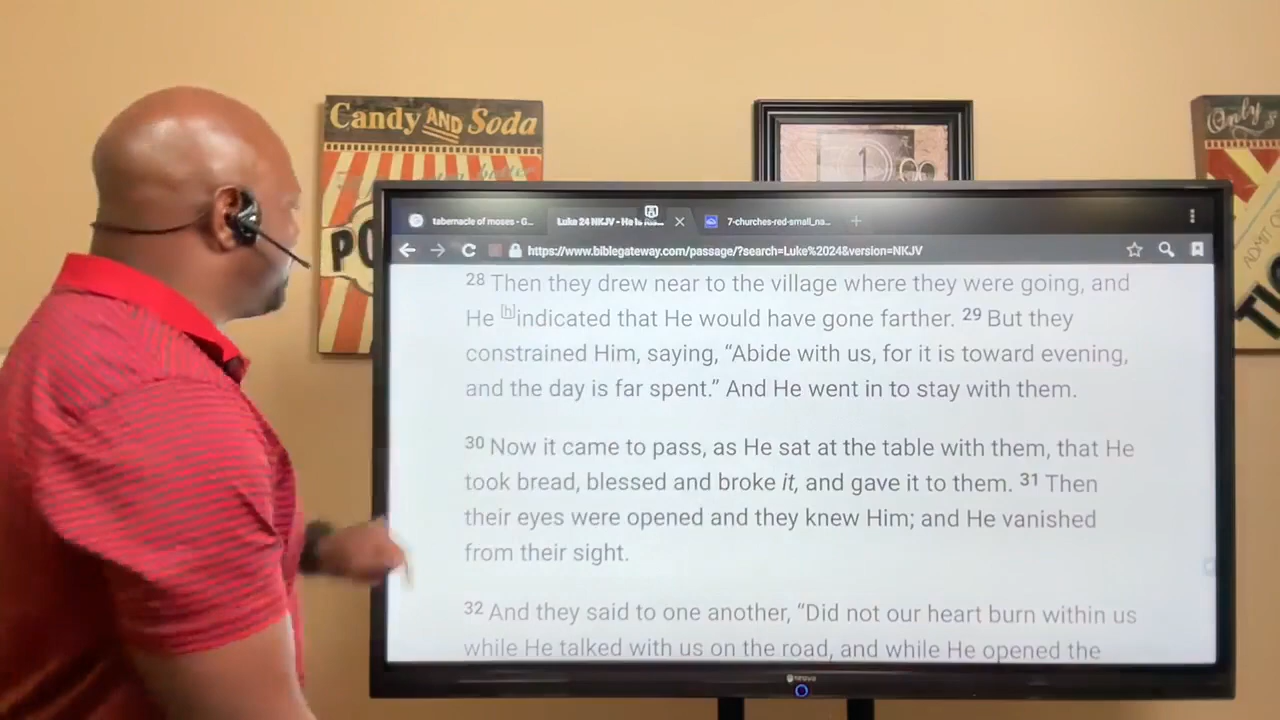 Candy AND Soda
Only
PO
ADMIT O
TI
tabernacle of moses - G...
Luke 24 NKJV - He Is Ris...
7-churches-red-small_na...
https://www.biblegateway.com/passage/?search=Luke%2024&version=NKJV
28 Then they drew near to the village where they were going, and
He [h]indicated that He would have gone farther. 29 But they
constrained Him, saying, “Abide with us, for it is toward evening,
and the day is far spent.” And He went in to stay with them.
30 Now it came to pass, as He sat at the table with them, that He
took bread, blessed and broke it, and gave it to them. 31 Then
their eyes were opened and they knew Him; and He vanished
from their sight.
32 And they said to one another, “Did not our heart burn within us
while He talked with us on the road, and while He opened the
neovo